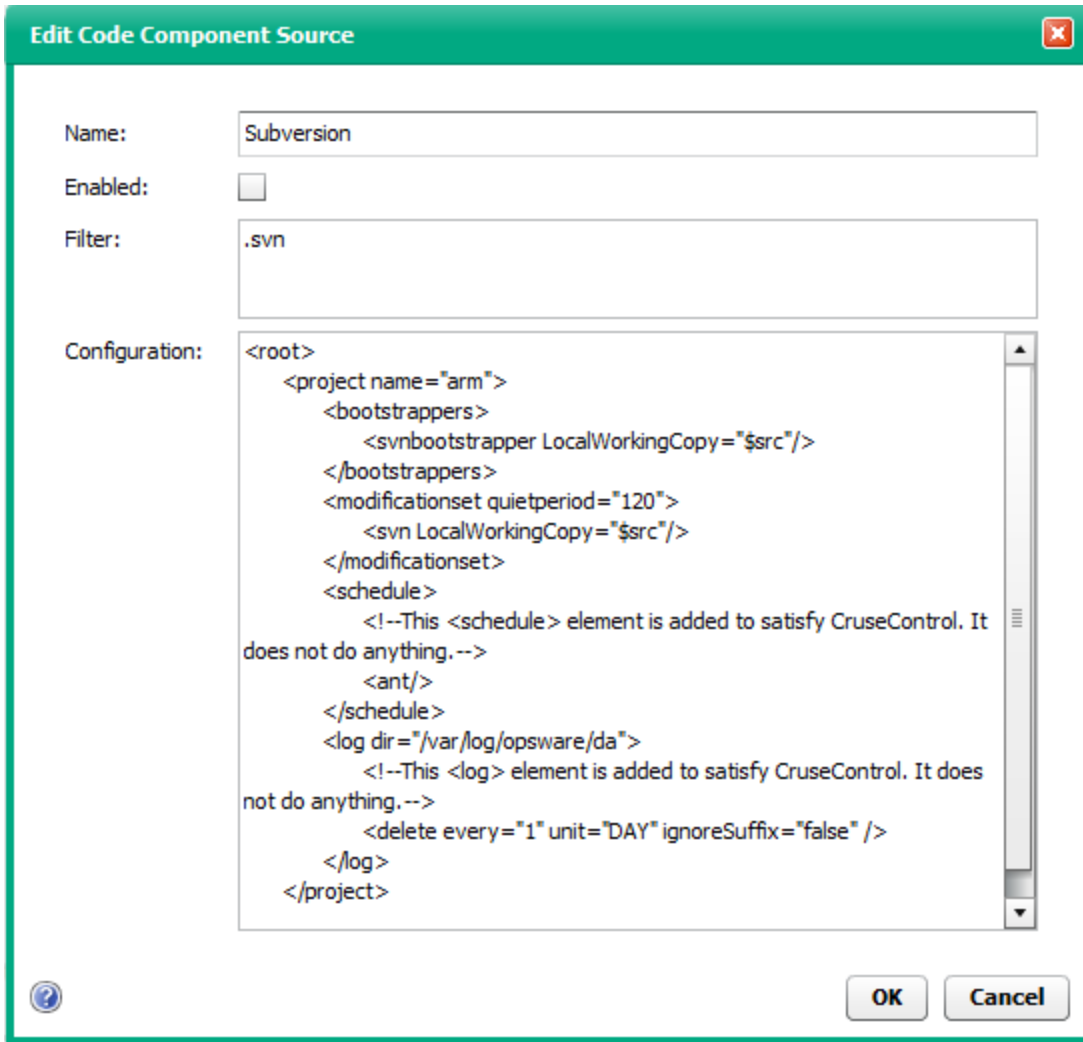 Edit Code Component Source
Name:
Subversion
Enabled:
Filter:
.svn
Configuration:
<root>
<project name="arm">
<bootstrappers>
<svnbootstrapper LocalWorkingCopy="$src"/>
</bootstrappers>
<modificationset quietperiod="120">
<svn LocalWorkingCopy="$src"/>
</modificationset>
<schedule>
<!--This <schedule> element is added to satisfy CruseControl. It
does not do anything.-->
<ant/>
</schedule>
<log dir="/var/log/opsware/da">
<!--This <log> element is added to satisfy CruseControl. It does
not do anything.-->
<delete every="1" unit="DAY" ignoreSuffix="false" />
</log>
</project>
?
OK
Cancel